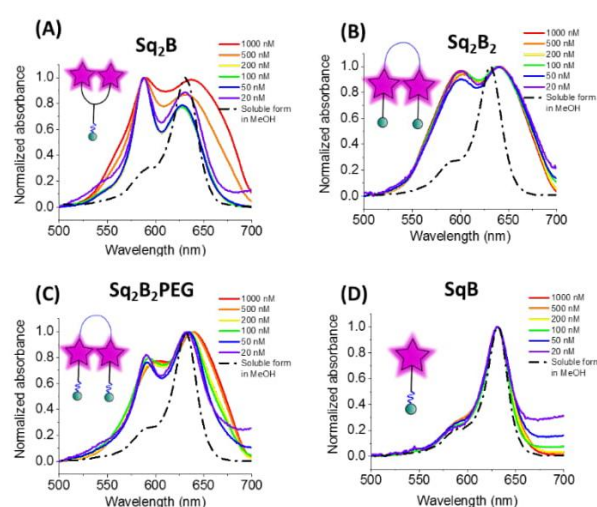 (A)
Sq₂B
1000 nM
500 nM
200 nM
100 nM
50 nM
20 nM
Soluble form
in MeOH
Normalized absorbance
1.0
0.8
0.6
0.4
0.2
0.0
500 550 600 650 700
Wavelength (nm)
(B)
Sq₂B₂
1000 nM
500 nM
200 nM
100 nM
50 nM
20 nM
Soluble form
in MeOH
Normalized absorbance
1.0
0.8
0.6
0.4
0.2
0.0
500 550 600 650 700
Wavelength (nm)
(C)
Sq₂B₂PEG
1000 nM
500 nM
200 nM
100 nM
50 nM
20 nM
Soluble form
in MeOH
Normalized absorbance
1.0
0.8
0.6
0.4
0.2
0.0
500 550 600 650 700
Wavelength (nm)
(D)
SqB
1000 nM
500 nM
200 nM
100 nM
50 nM
20 nM
Soluble form
in MeOH
Normalized absorbance
1.0
0.8
0.6
0.4
0.2
0.0
500 550 600 650 700
Wavelength (nm)